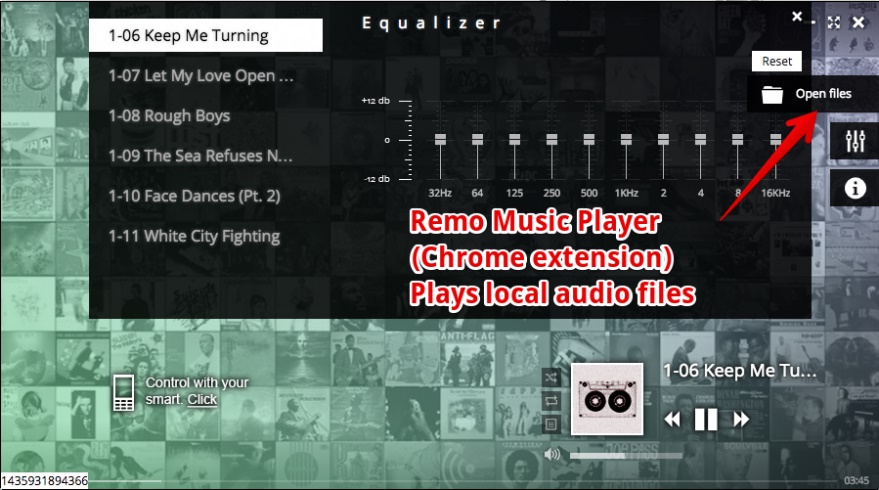 1-06 Keep Me Turning
1-07 Let My Love Open ...
1-08 Rough Boys
1-09 The Sea Refuses N...
1-10 Face Dances (Pt. 2)
1-11 White City Fighting
Equalizer
Reset
Open files
+12 db
0
-12 db
32Hz 64 125 250 500 1KHz 2 4 8 16KHz
Remo Music Player
(Chrome extension)
Plays local audio files
ANTI-FLAG
Control with your
smart. Click
1-06 Keep Me Tu...
1435931894366
03:45